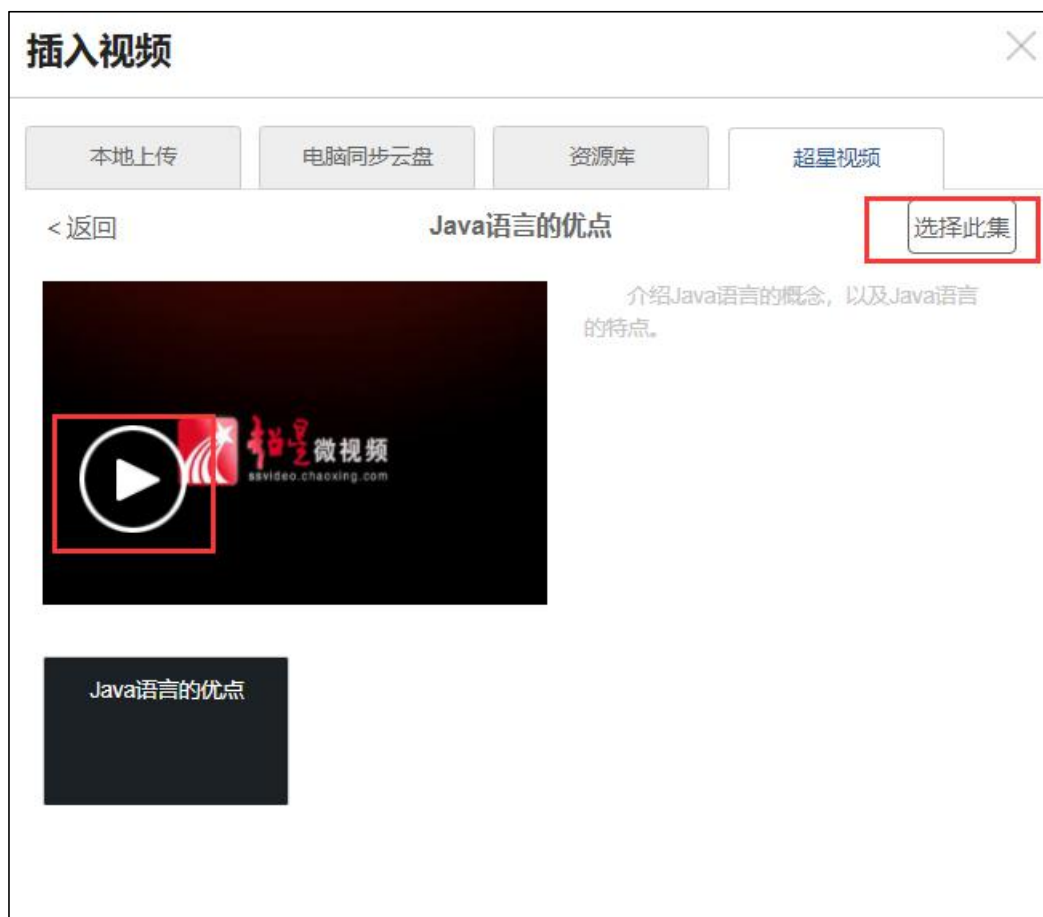 插入视频
本地上传
电脑同步云盘
资源库
超星视频
<返回
Java语言的优点
选择此集
介绍Java语言的概念，以及Java语言
的特点。
超星微视频
ssvideo.chaoxing.com
Java语言的优点